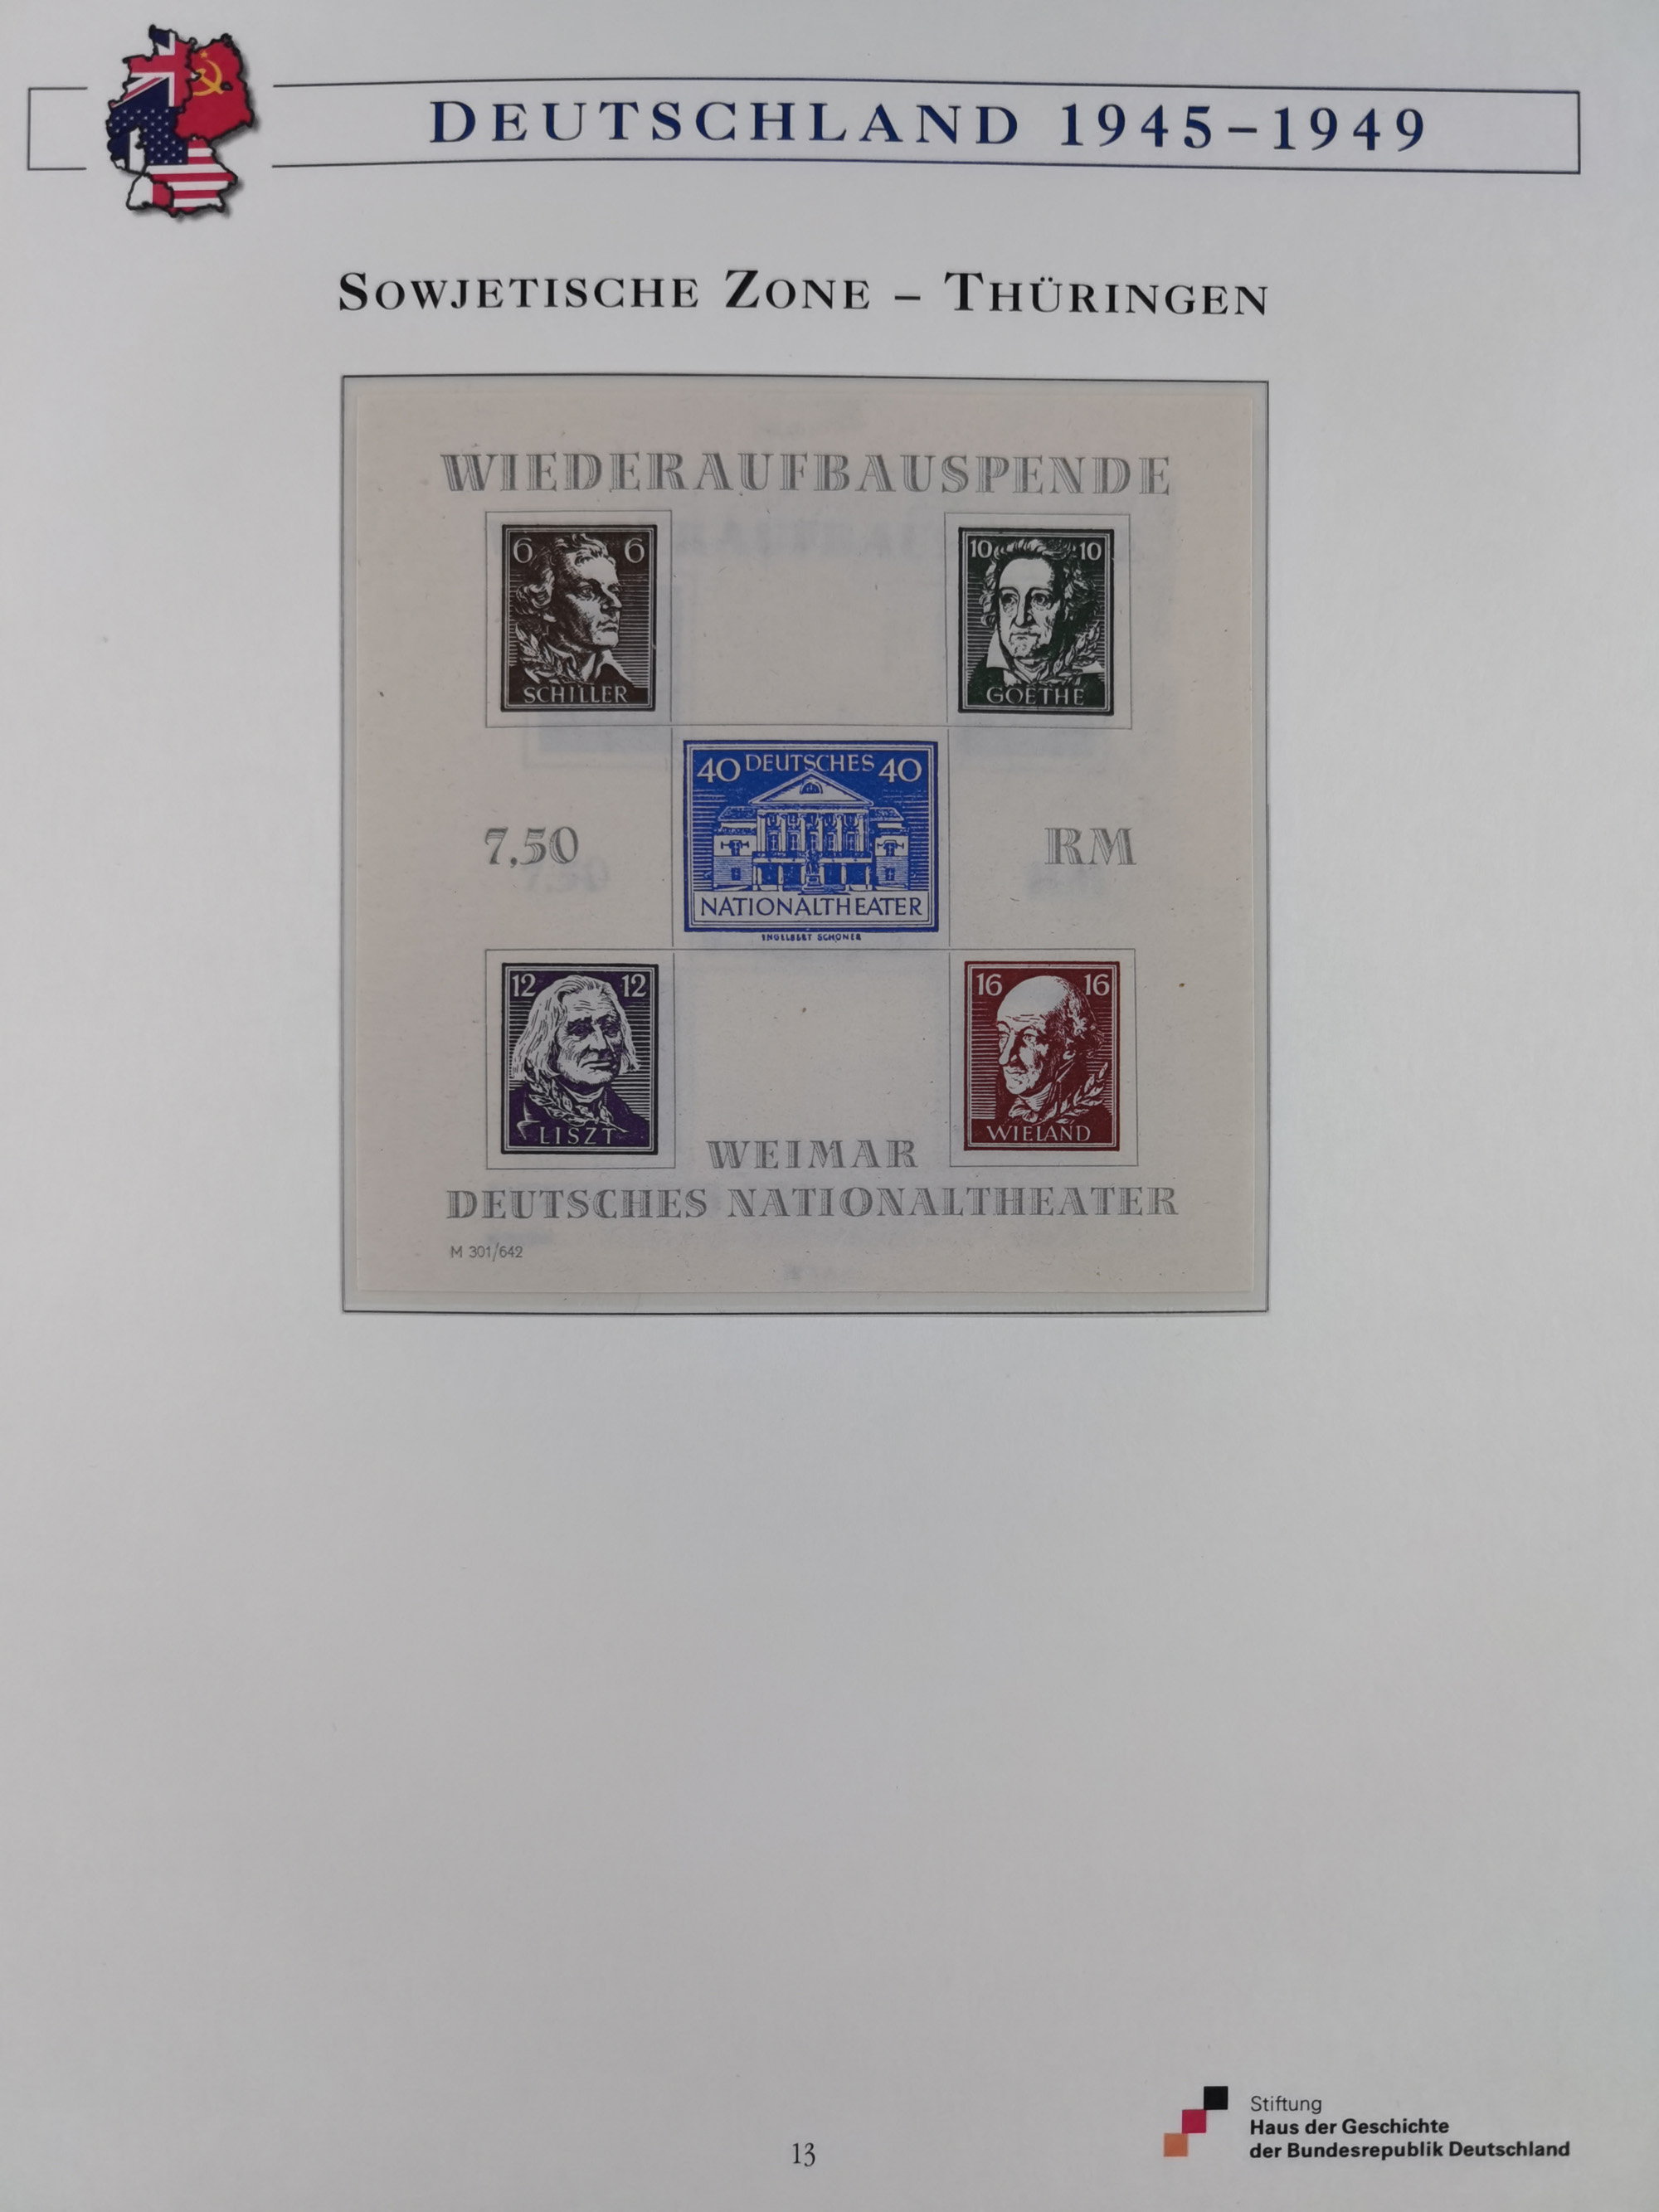 DEUTSCHLAND 1945–1949
SOWJETISCHE ZONE – THÜRINGEN
WIEDERAUFBAUSPENDE
6 6
SCHILLER
10 10
GOETHE
40 DEUTSCHES 40
NATIONALTHEATER
ENGELBERT SCHONER
7,50 RM
12 12
LISZT
16 16
WIELAND
WEIMAR
DEUTSCHES NATIONALTHEATER
M 301/642
13
Stiftung
Haus der Geschichte
der Bundesrepublik Deutschland